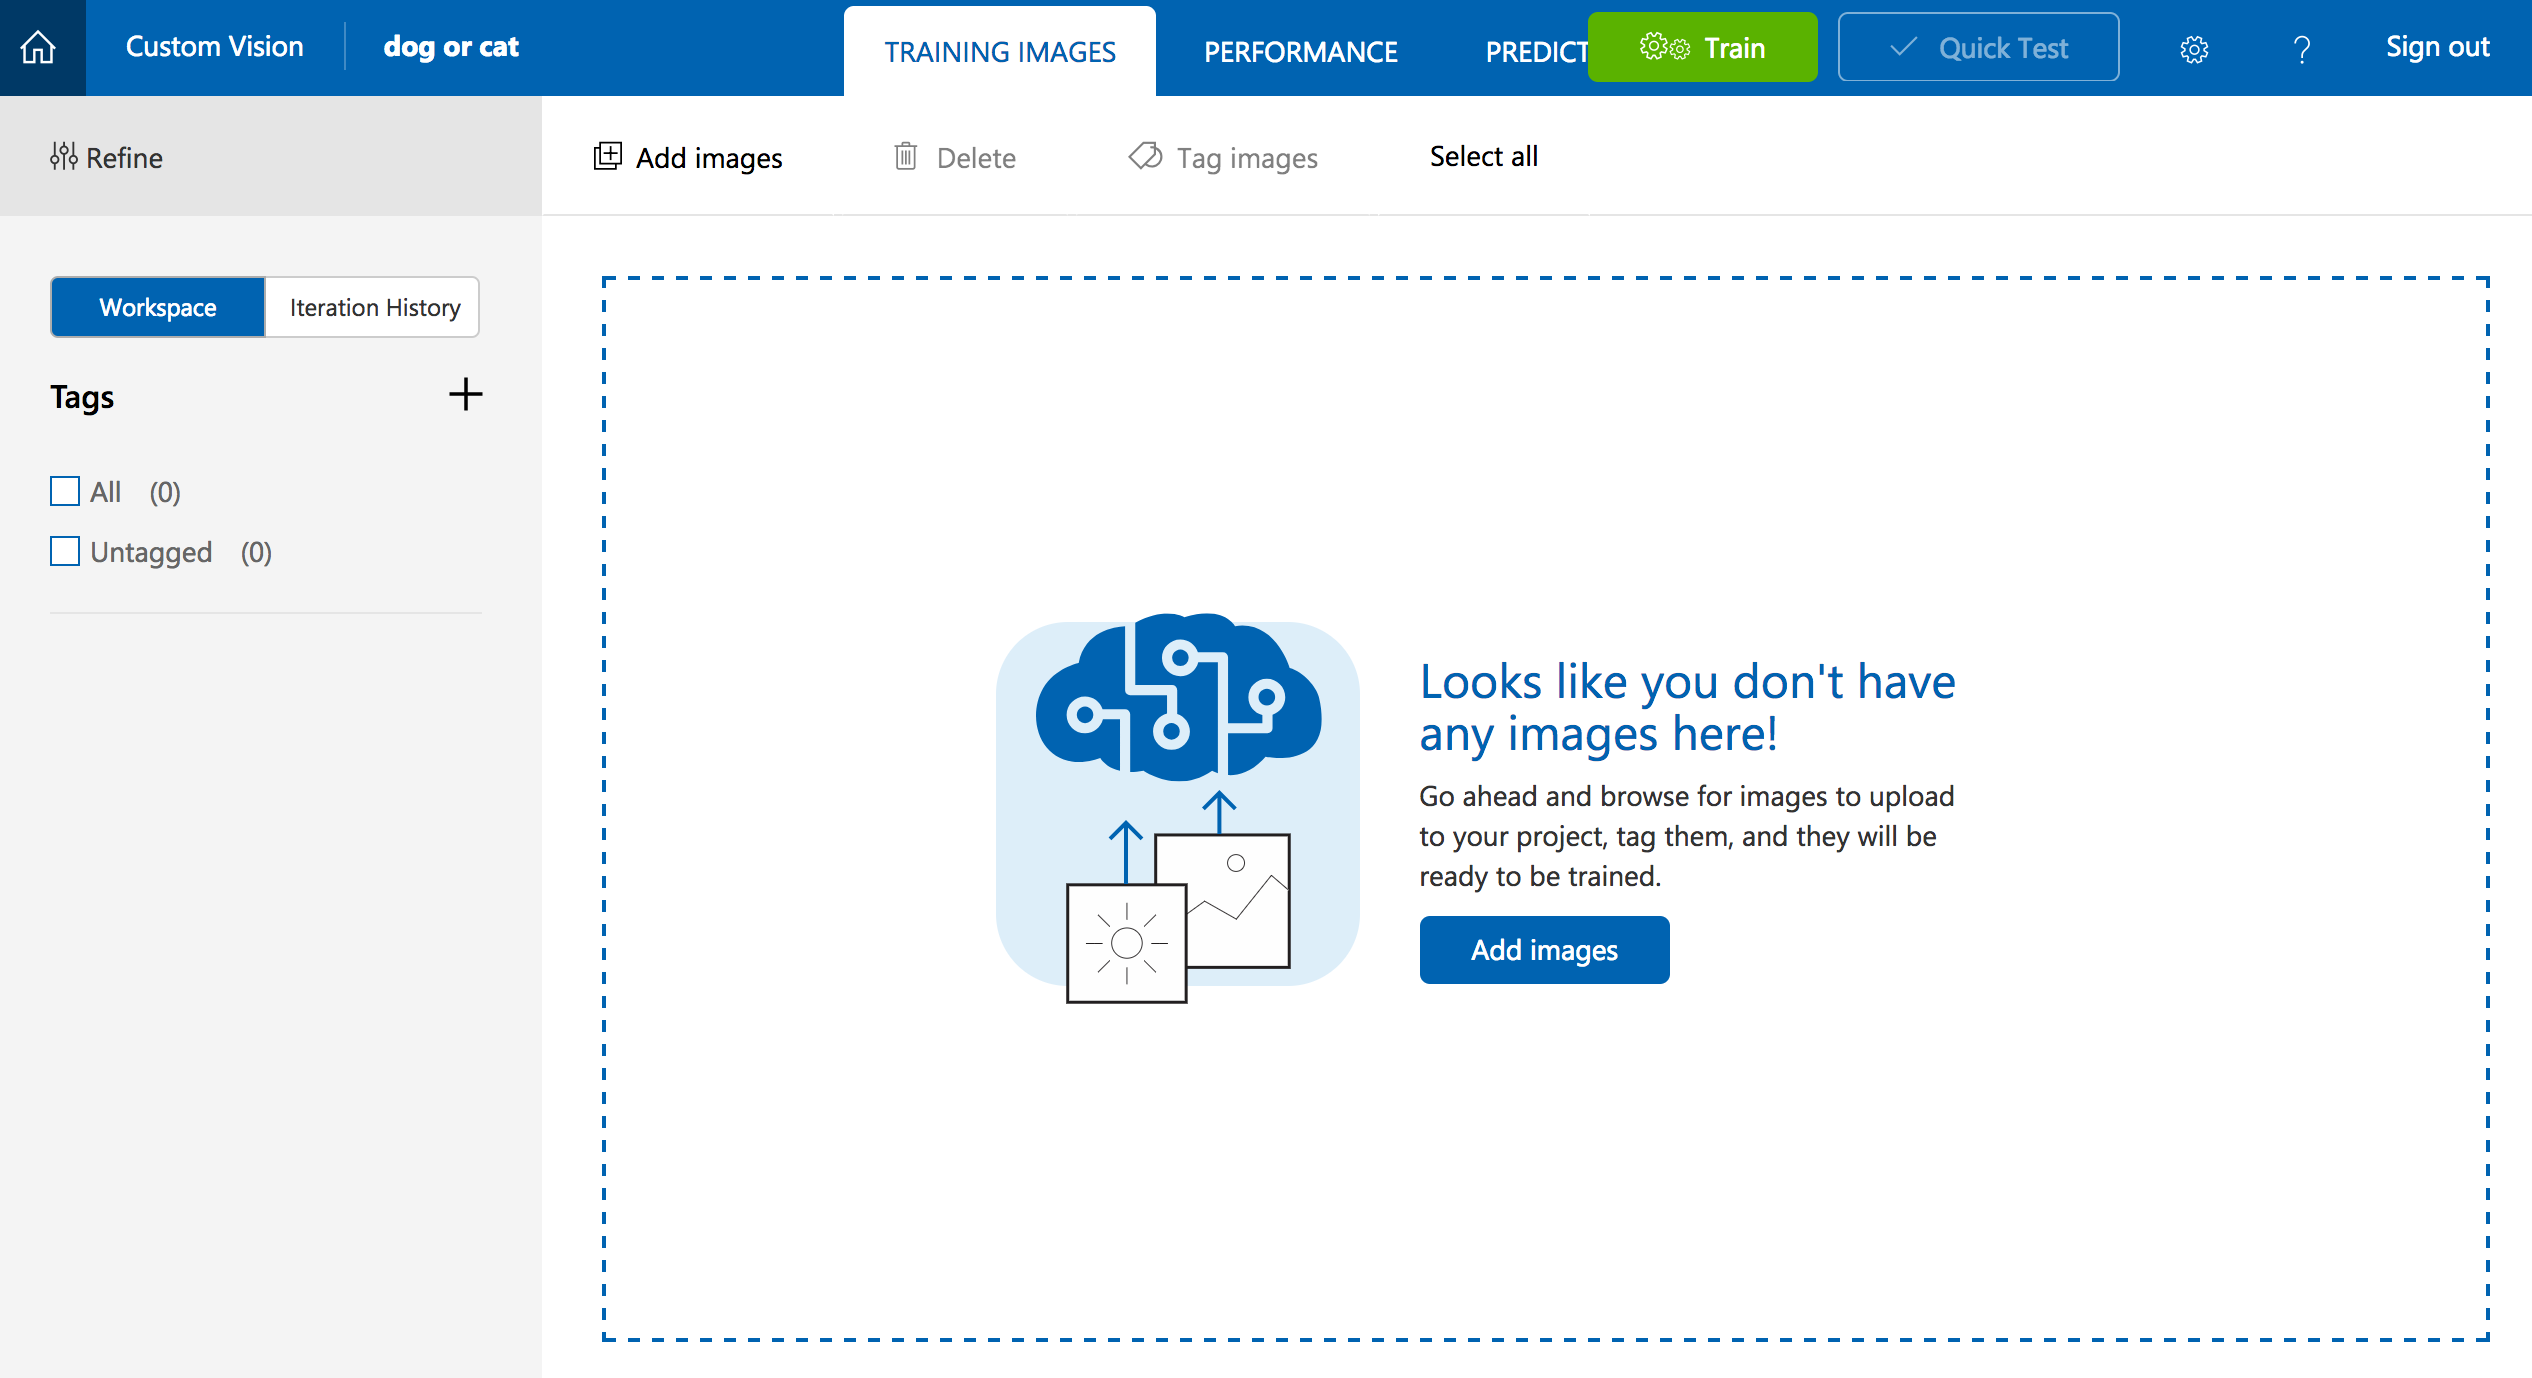 Custom Vision
dog or cat
TRAINING IMAGES
PERFORMANCE
PREDICT
Train
Quick Test
?
Sign out
Refine
Add images
Delete
Tag images
Select all
Workspace
Iteration History
Tags
All (0)
Untagged (0)
Looks like you don't have
any images here!
Go ahead and browse for images to upload
to your project, tag them, and they will be
ready to be trained.
Add images